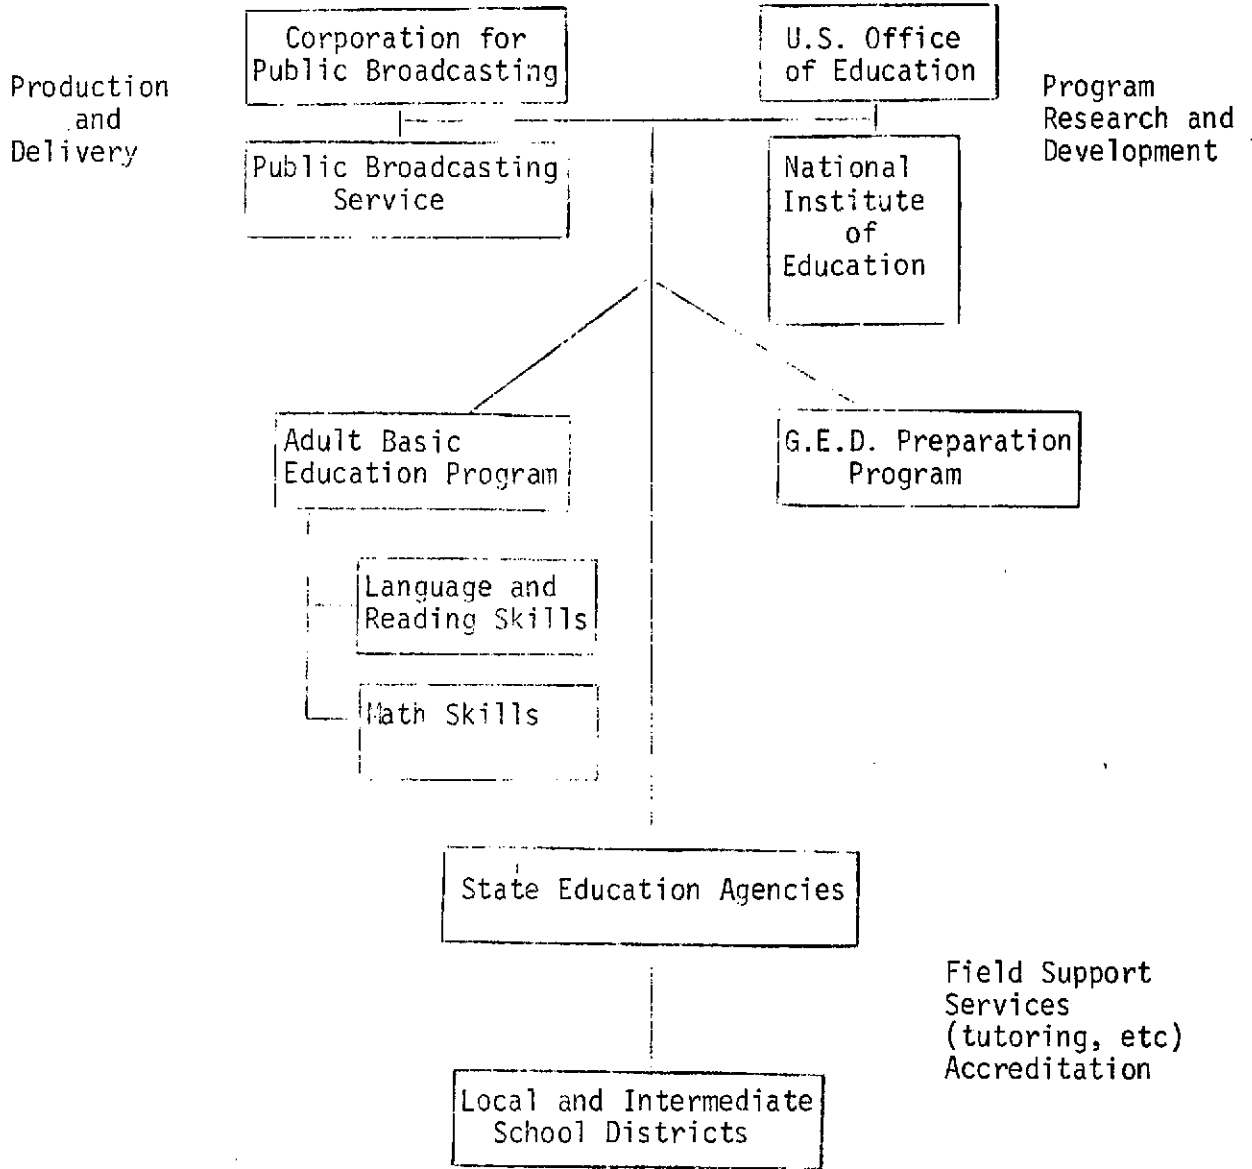 Corporation for
Public Broadcasting
U.S. Office
of Education
Production
and
Delivery
Program
Research and
Development
Public Broadcasting
Service
National
Institute
of
Education
Adult Basic
Education Program
G.E.D. Preparation
Program
Language and
Reading Skills
Math Skills
State Education Agencies
Field Support
Services
(tutoring, etc)
Accreditation
Local and Intermediate
School Districts